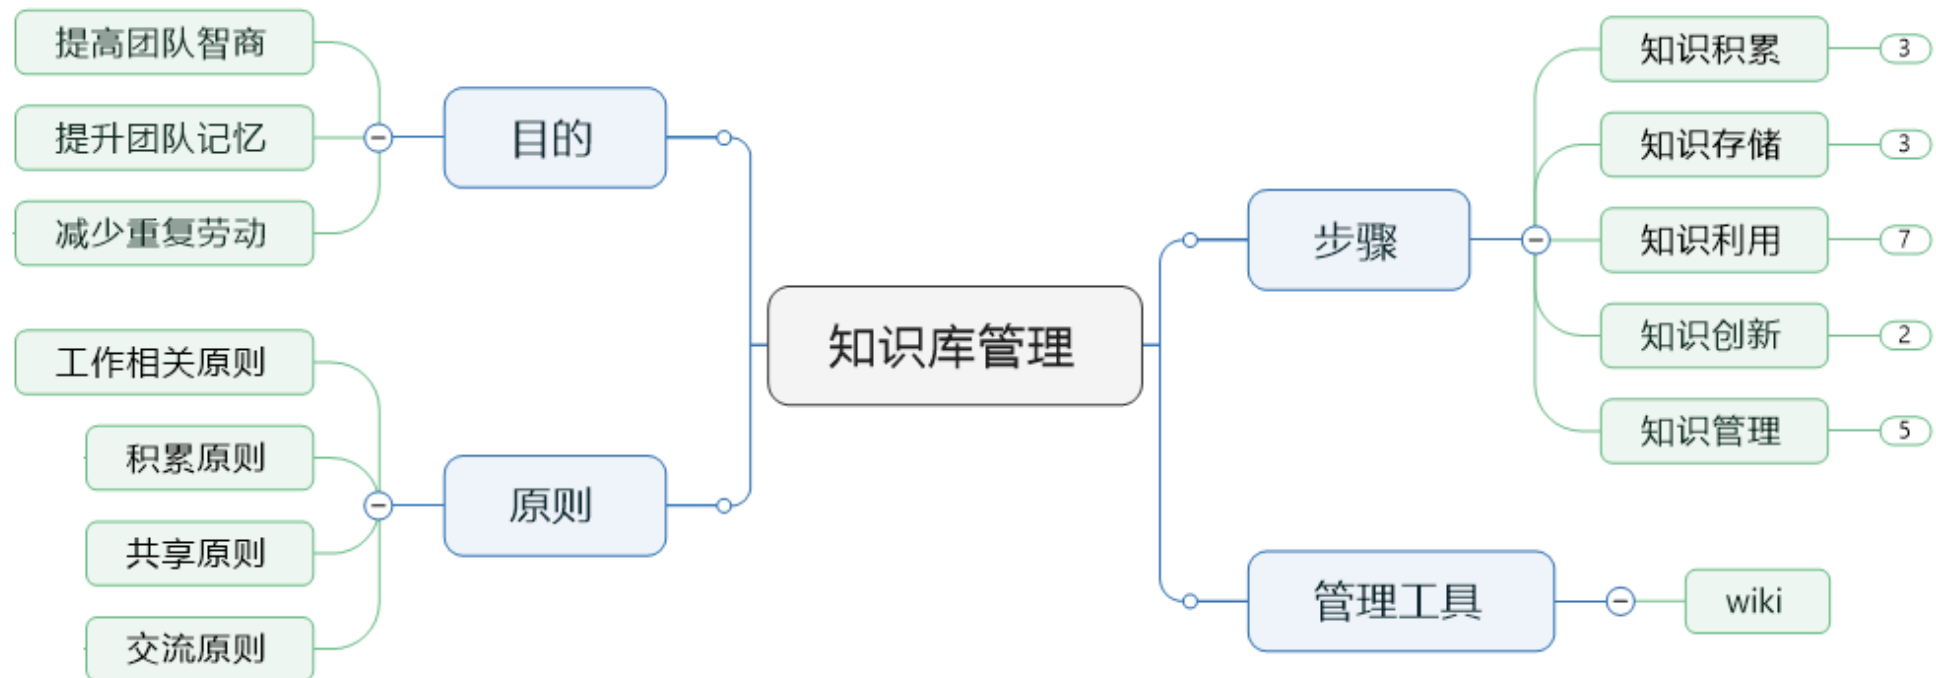 知识库管理
目的
提高团队智商
提升团队记忆
减少重复劳动
原则
工作相关原则
积累原则
共享原则
交流原则
步骤
知识积累
3
知识存储
3
知识利用
7
知识创新
2
知识管理
5
管理工具
wiki